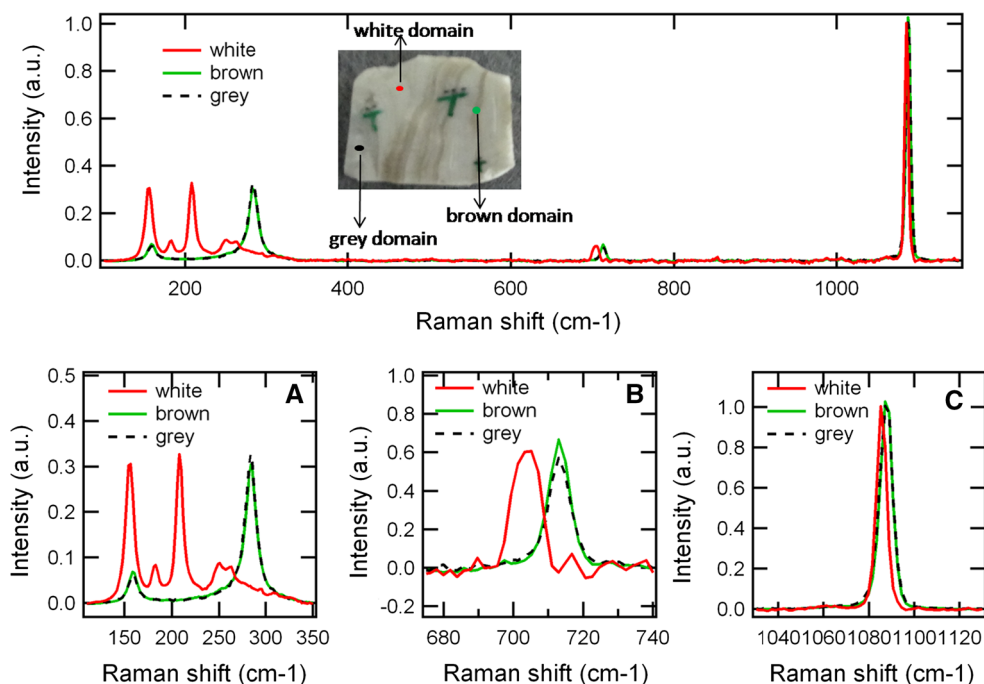 white domain
1.0
0.8
0.6
0.4
0.2
0.0
Intensity (a.u.)
white
brown
grey
brown domain
grey domain
200
400
600
800
1000
Raman shift (cm-1)
A
0.5
0.4
0.3
0.2
0.1
0.0
Intensity (a.u.)
white
brown
grey
150
200
250
300
350
Raman shift (cm-1)
B
1.0
0.8
0.6
0.4
0.2
0.0
-0.2
Intensity (a.u.)
white
brown
grey
680
700
720
740
Raman shift (cm-1)
C
1.0
0.8
0.6
0.4
0.2
0.0
Intensity (a.u.)
white
brown
grey
1040
1060
1080
1100
1120
Raman shift (cm-1)